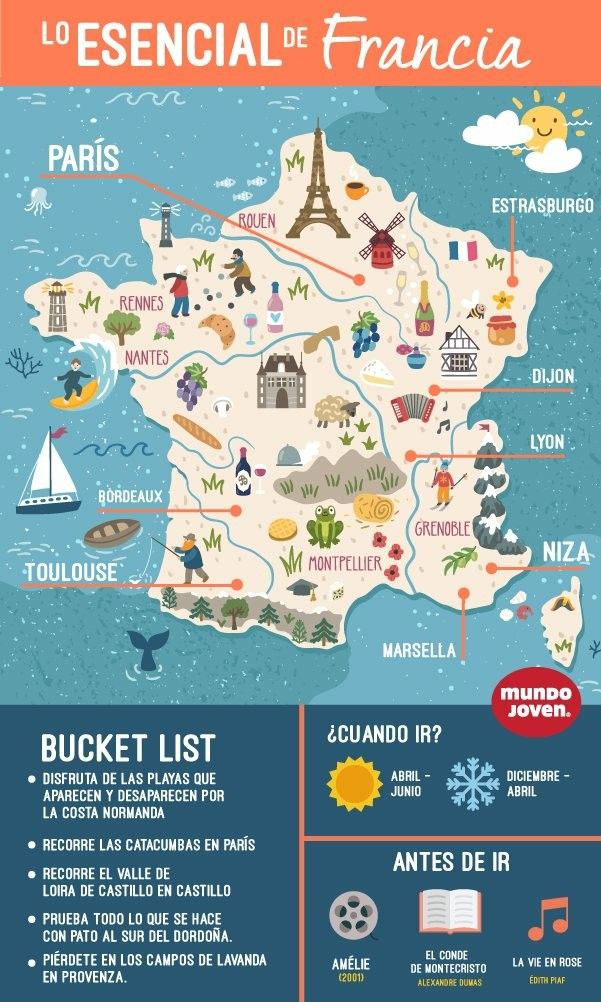 LO ESENCIAL DE Francia
PARÍS
ESTRASBURGO
ROUEN
RENNES
NANTES
DIJON
LYON
BORDEAUX
GRENOBLE
NIZA
MONTPELLIER
TOULOUSE
MARSELLA
mundo
joven®
BUCKET LIST
• DISFRUTA DE LAS PLAYAS QUE
APARECEN Y DESAPARECEN POR
LA COSTA NORMANDA
• RECORRE LAS CATACUMBAS EN PARÍS
• RECORRE EL VALLE DE
LOIRA DE CASTILLO EN CASTILLO
• PRUEBA TODO LO QUE SE HACE
CON PATO AL SUR DEL DORDOÑA.
• PIÉRDETE EN LOS CAMPOS DE LAVANDA
EN PROVENZA.
¿CUANDO IR?
ABRIL -
JUNIO
DICIEMBRE -
ABRIL
ANTES DE IR
AMÉLIE
(2001)
EL CONDE
DE MONTECRISTO
ALEXANDRE DUMAS
LA VIE EN ROSE
ÉDITH PIAF